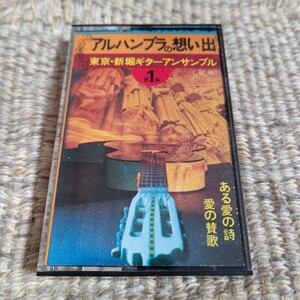 アルハンブラの想い出
東京・新堀ギターアンサンブル
第1集
ある愛の詩
愛の賛歌